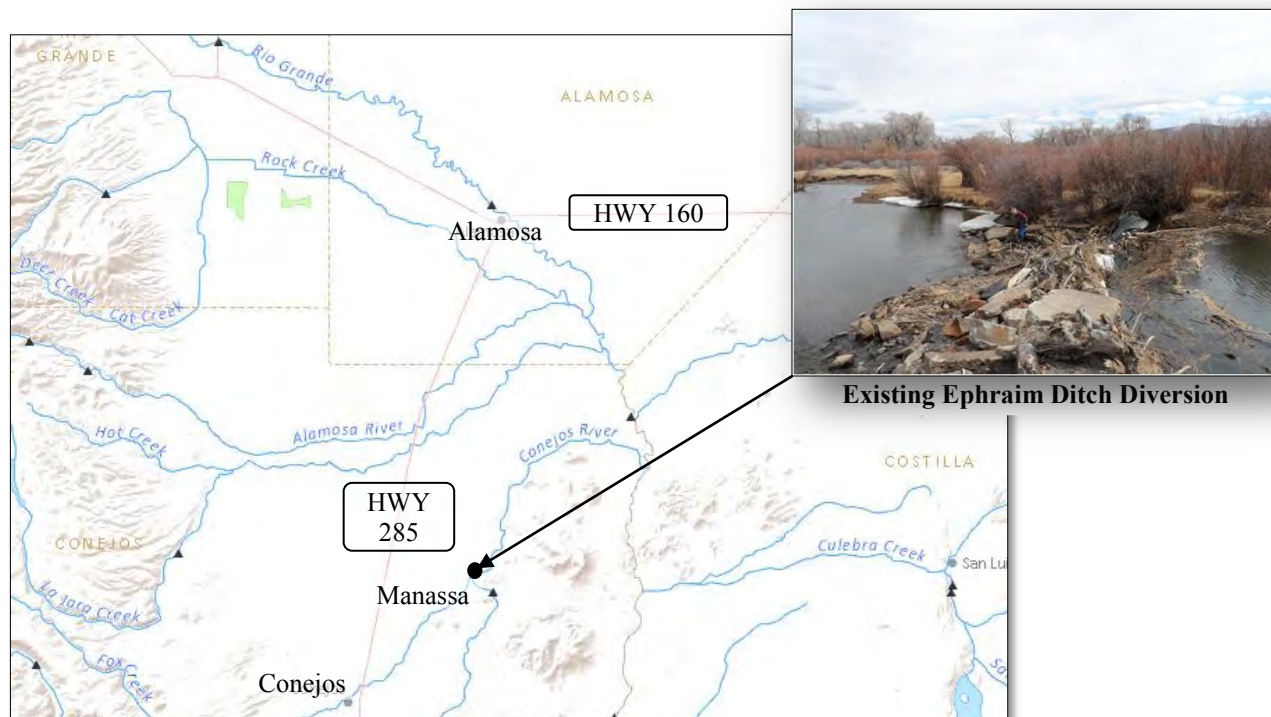 GRANDE
Rio Grande
ALAMOSA
Rock Creek
HWY 160
Alamosa
Deer Creek
Cat Creek
Existing Ephraim Ditch Diversion
Alamosa River
Hot Creek
Conejos River
COSTILLA
HWY
285
CONEJOS
Culebra Creek
San Lui
Manassa
La Jara Creek
Fox Creek
Conejos
Sa